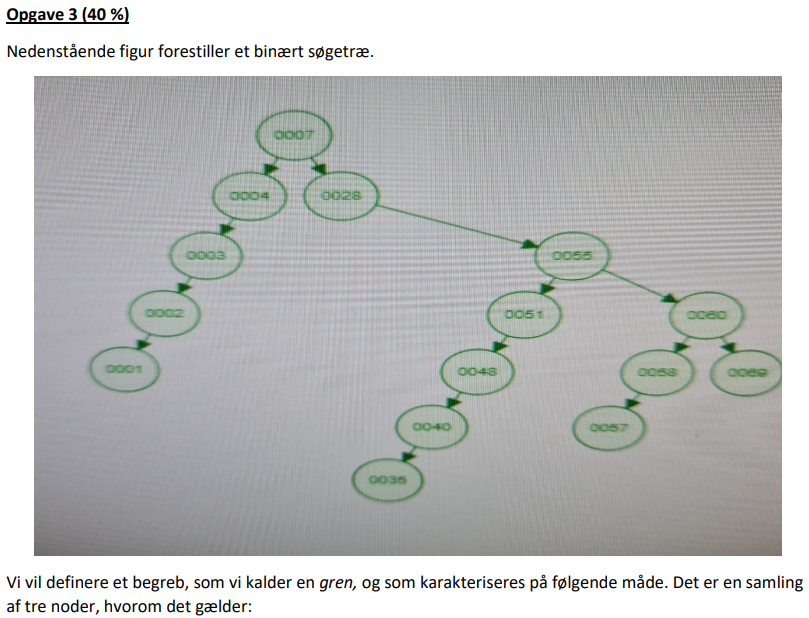 Opgave 3 (40 %)
Nedenstående figur forestiller et binært søgetræ.
0007
0004 0028
0003 0055
0002 0051 0060
0001 0048 0058 0069
0040 0057
0035
Vi vil definere et begreb, som vi kalder en gren, og som karakteriseres på følgende måde. Det er en samling
af tre noder, hvorom det gælder: